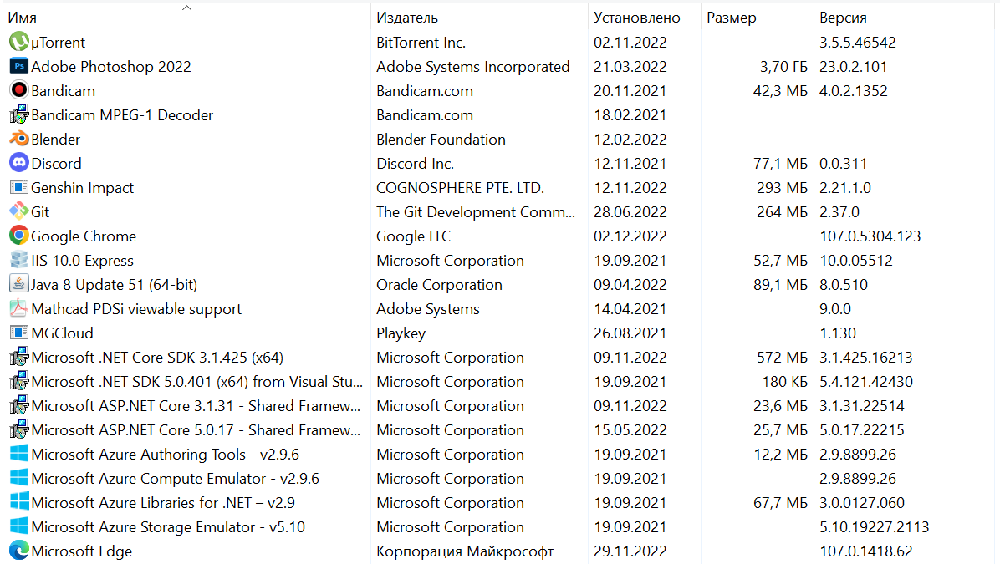 Имя Издатель Установлено Размер Версия
µTorrent BitTorrent Inc. 02.11.2022 3.5.5.46542
Ps Adobe Photoshop 2022 Adobe Systems Incorporated 21.03.2022 3,70 ГБ 23.0.2.101
Bandicam Bandicam.com 20.11.2021 42,3 МБ 4.0.2.1352
Bandicam MPEG-1 Decoder Bandicam.com 18.02.2021
Blender Blender Foundation 12.02.2022
Discord Discord Inc. 12.11.2021 77,1 МБ 0.0.311
Genshin Impact COGNOSPHERE PTE. LTD. 12.11.2022 293 МБ 2.21.1.0
Git The Git Development Comm... 28.06.2022 264 МБ 2.37.0
Google Chrome Google LLC 02.12.2022 107.0.5304.123
IIS 10.0 Express Microsoft Corporation 19.09.2021 52,7 МБ 10.0.05512
Java 8 Update 51 (64-bit) Oracle Corporation 09.04.2022 89,1 МБ 8.0.510
Mathcad PDSi viewable support Adobe Systems 14.04.2021 9.0.0
MGCloud Playkey 26.08.2021 1.130
Microsoft .NET Core SDK 3.1.425 (x64) Microsoft Corporation 09.11.2022 572 МБ 3.1.425.16213
Microsoft .NET SDK 5.0.401 (x64) from Visual Stu... Microsoft Corporation 19.09.2021 180 КБ 5.4.121.42430
Microsoft ASP.NET Core 3.1.31 - Shared Framew... Microsoft Corporation 09.11.2022 23,6 МБ 3.1.31.22514
Microsoft ASP.NET Core 5.0.17 - Shared Framew... Microsoft Corporation 15.05.2022 25,7 МБ 5.0.17.22215
Microsoft Azure Authoring Tools - v2.9.6 Microsoft Corporation 19.09.2021 12,2 МБ 2.9.8899.26
Microsoft Azure Compute Emulator - v2.9.6 Microsoft Corporation 19.09.2021 2.9.8899.26
Microsoft Azure Libraries for .NET – v2.9 Microsoft Corporation 19.09.2021 67,7 МБ 3.0.0127.060
Microsoft Azure Storage Emulator - v5.10 Microsoft Corporation 19.09.2021 5.10.19227.2113
Microsoft Edge Корпорация Майкрософт 29.11.2022 107.0.1418.62